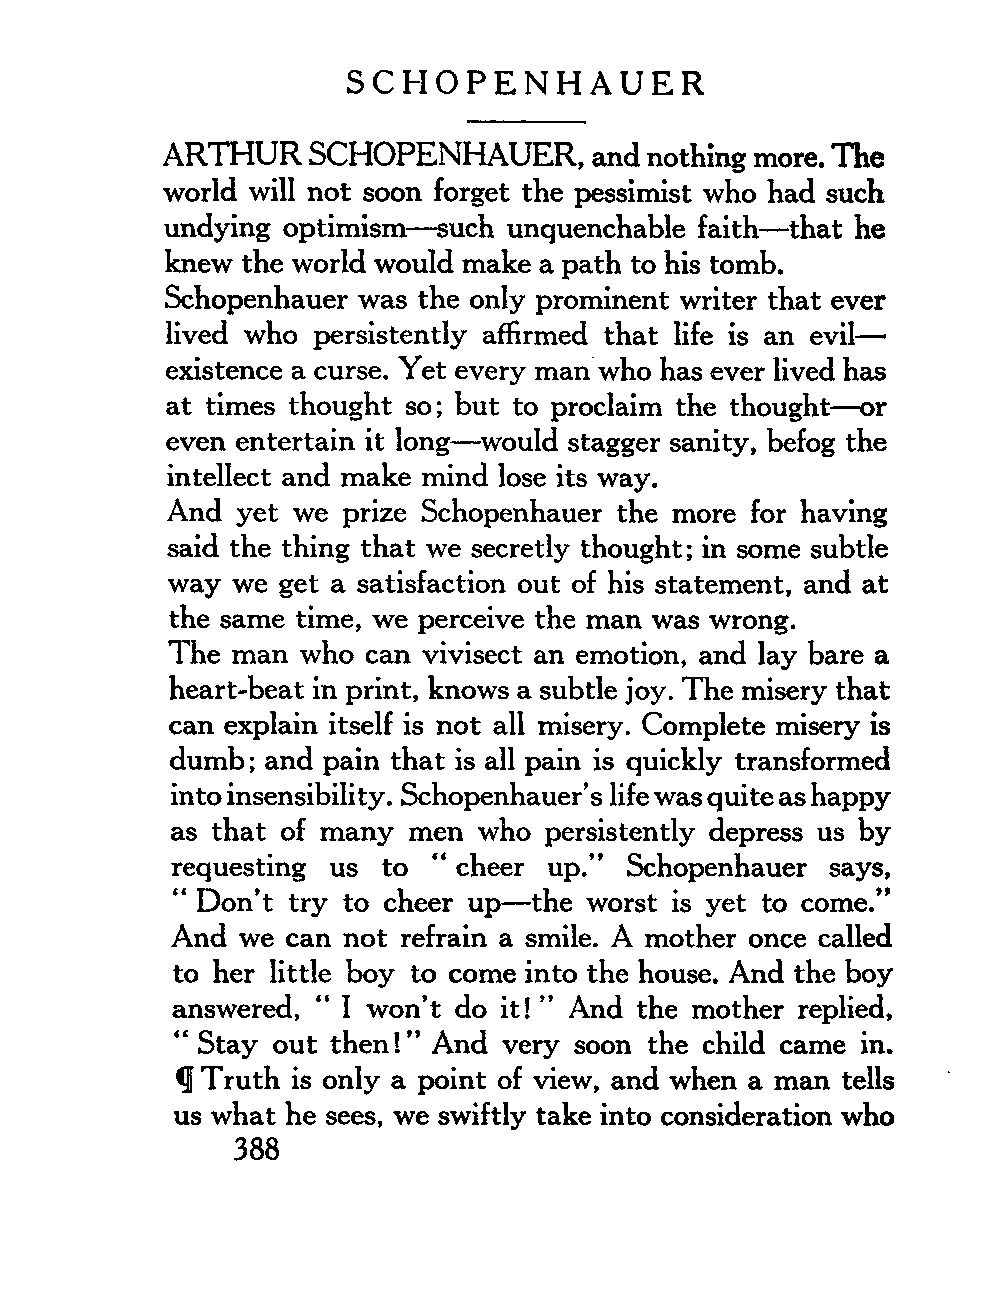 SCHOPENHAUER
ARTHUR SCHOPENHAUER, and nothing more. The
world will not soon forget the pessimist who had such
undying optimism—such unquenchable faith—that he
knew the world would make a path to his tomb.
Schopenhauer was the only prominent writer that ever
lived who persistently affirmed that life is an evil—
existence a curse. Yet every man who has ever lived has
at times thought so; but to proclaim the thought—or
even entertain it long—would stagger sanity, befog the
intellect and make mind lose its way.
And yet we prize Schopenhauer the more for having
said the thing that we secretly thought; in some subtle
way we get a satisfaction out of his statement, and at
the same time, we perceive the man was wrong.
The man who can vivisect an emotion, and lay bare a
heart-beat in print, knows a subtle joy. The misery that
can explain itself is not all misery. Complete misery is
dumb; and pain that is all pain is quickly transformed
into insensibility. Schopenhauer's life was quite as happy
as that of many men who persistently depress us by
requesting us to " cheer up." Schopenhauer says,
" Don't try to cheer up—the worst is yet to come."
And we can not refrain a smile. A mother once called
to her little boy to come into the house. And the boy
answered, " I won't do it! " And the mother replied,
" Stay out then!" And very soon the child came in.
¶ Truth is only a point of view, and when a man tells
us what he sees, we swiftly take into consideration who
388